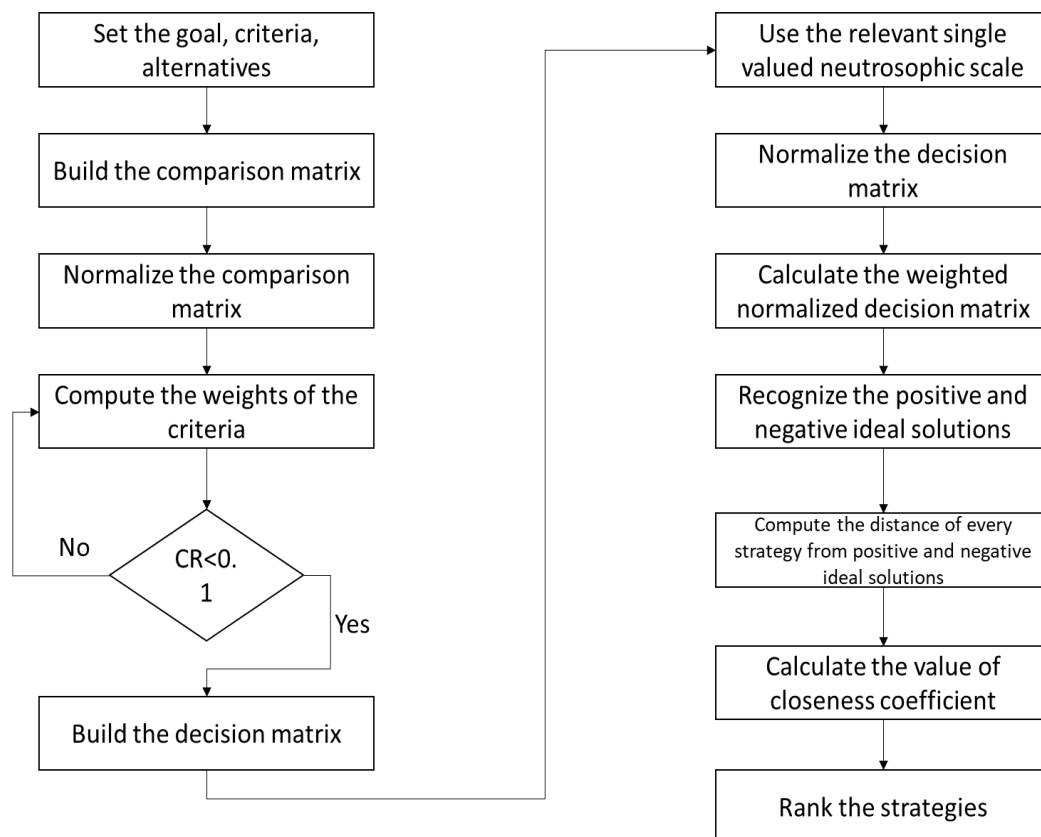 Set the goal, criteria,
alternatives
Build the comparison matrix
Normalize the comparison
matrix
Compute the weights of the
criteria
No
CR<0.
1
Yes
Build the decision matrix
Use the relevant single
valued neutrosophic scale
Normalize the decision
matrix
Calculate the weighted
normalized decision matrix
Recognize the positive and
negative ideal solutions
Compute the distance of every
strategy from positive and negative
ideal solutions
Calculate the value of
closeness coefficient
Rank the strategies